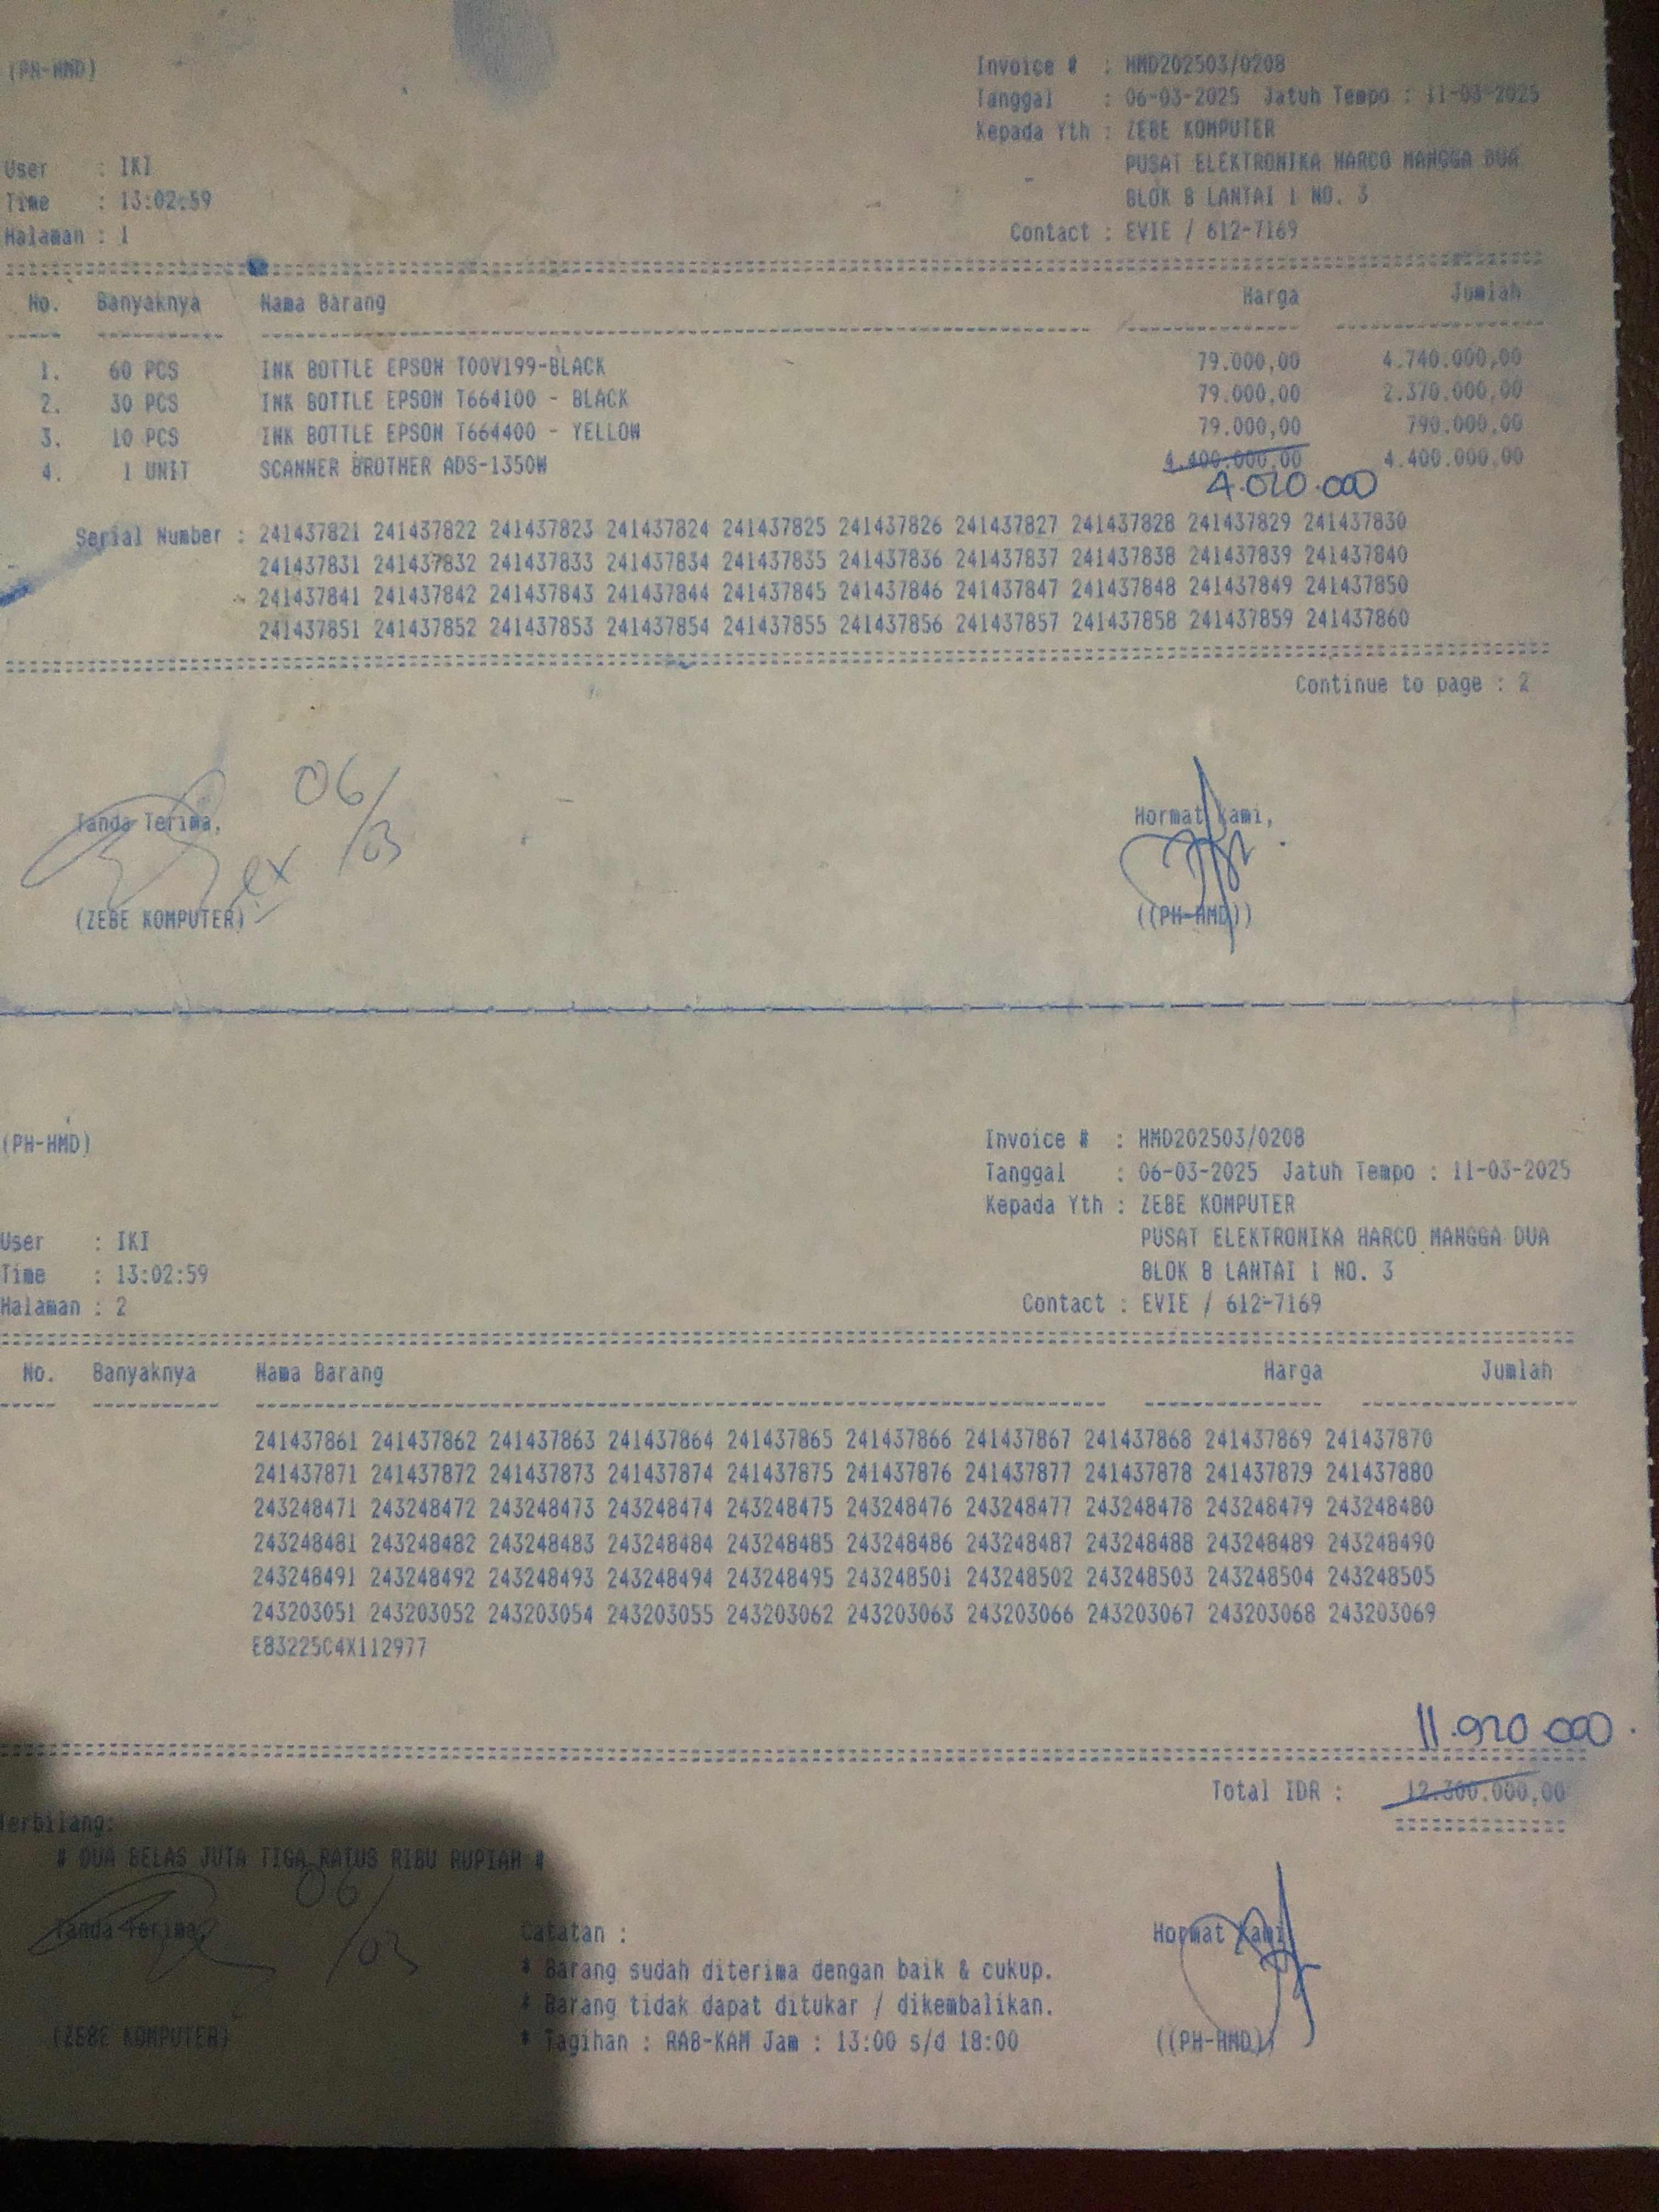 (PH-HMD)
Invoice # : HMD202503/0208
Tanggal : 06-03-2025 Jatuh Tempo : 11-03-2025
Kepada Yth : ZEBE KOMPUTER
PUSAT ELEKTRONIKA HARCO MANGGA DUA
User : IKI
BLOK B LANTAI 1 NO. 3
Time : 13:02:59
Contact : EVIE / 612-7169
Halaman : 1
No. Banyaknya Nama Barang Harga Jumlah
1. 60 PCS INK BOTTLE EPSON T00V199-BLACK 79.000,00 4.740.000,00
2. 30 PCS INK BOTTLE EPSON T664100 - BLACK 79.000,00 2.370.000,00
3. 10 PCS INK BOTTLE EPSON T664400 - YELLOW 79.000,00 790.000,00
4. 1 UNIT SCANNER BROTHER ADS-1350W 4.400.000,00 4.400.000,00
4.020.000
Serial Number : 241437821 241437822 241437823 241437824 241437825 241437826 241437827 241437828 241437829 241437830
241437831 241437832 241437833 241437834 241437835 241437836 241437837 241437838 241437839 241437840
241437841 241437842 241437843 241437844 241437845 241437846 241437847 241437848 241437849 241437850
241437851 241437852 241437853 241437854 241437855 241437856 241437857 241437858 241437859 241437860
Continue to page : 2
06/03
Tanda Terima, Hormat Kami,
(ZEBE KOMPUTER) ((PH-HMD))
(PH-HMD)
Invoice # : HMD202503/0208
Tanggal : 06-03-2025 Jatuh Tempo : 11-03-2025
Kepada Yth : ZEBE KOMPUTER
User : IKI
PUSAT ELEKTRONIKA HARCO MANGGA DUA
Time : 13:02:59
BLOK B LANTAI 1 NO. 3
Halaman : 2
Contact : EVIE / 612-7169
No. Banyaknya Nama Barang Harga Jumlah
241437861 241437862 241437863 241437864 241437865 241437866 241437867 241437868 241437869 241437870
241437871 241437872 241437873 241437874 241437875 241437876 241437877 241437878 241437879 241437880
243248471 243248472 243248473 243248474 243248475 243248476 243248477 243248478 243248479 243248480
243248481 243248482 243248483 243248484 243248485 243248486 243248487 243248488 243248489 243248490
243248491 243248492 243248493 243248494 243248495 243248501 243248502 243248503 243248504 243248505
243203051 243203052 243203054 243203055 243203062 243203063 243203066 243203067 243203068 243203069
E83225C4X112977
11.920.000
Total IDR : 12.300.000,00
Terbilang:
# DUA BELAS JUTA TIGA RATUS RIBU RUPIAH #
06/03
Tanda Terima, Catatan : Hormat Kami
* Barang sudah diterima dengan baik & cukup.
* Barang tidak dapat ditukar / dikembalikan.
(ZEBE KOMPUTER) * Tagihan : RAB-KAM Jam : 13:00 s/d 18:00 ((PH-HMD))